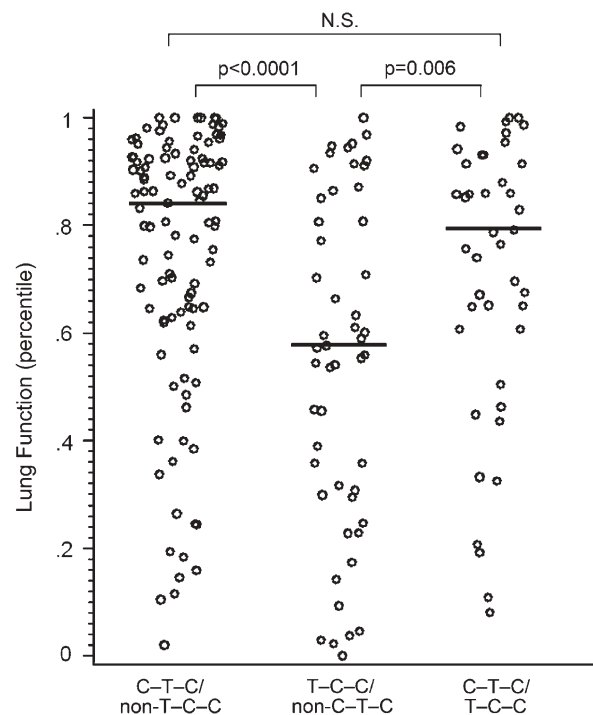 N.S.
p<0.0001
p=0.006
Lung Function (percentile)
1
.8
.6
.4
.2
0
C–T–C/
non-T–C–C
T–C–C/
non-C–T–C
C–T–C/
T–C–C